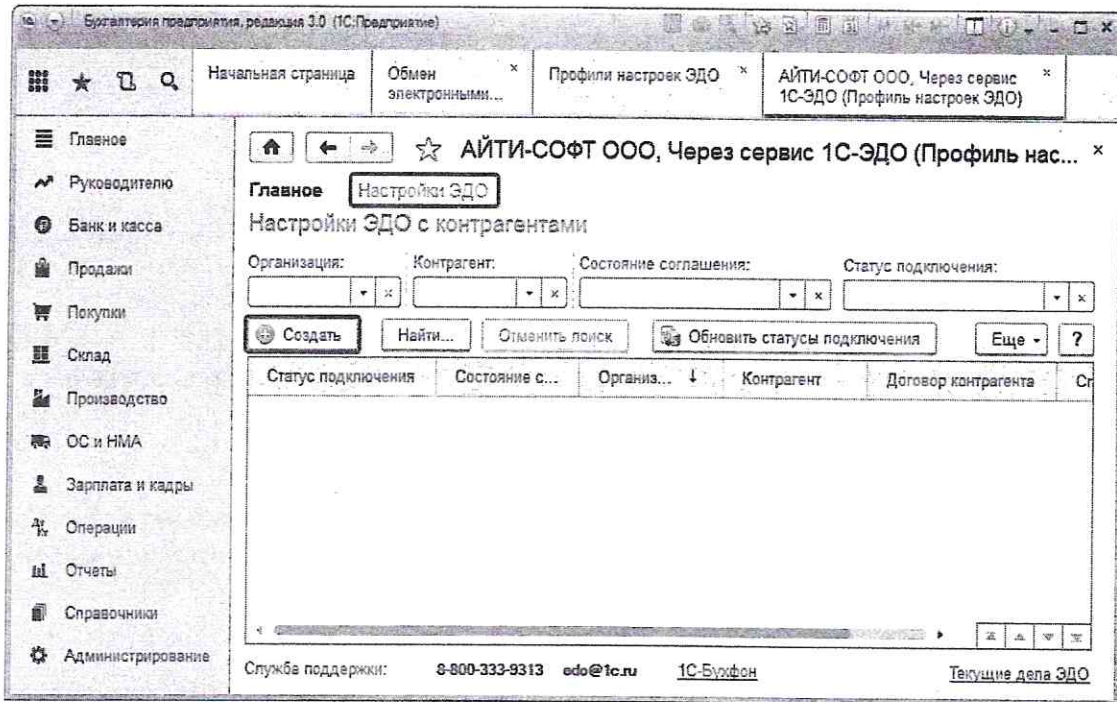 Бухгалтерия предприятия, редакция 3.0 (1С:Предприятие)
Начальная страница
Обмен
электронными...
Профили настроек ЭДО
АЙТИ-СОФТ ООО, Через сервис
1С-ЭДО (Профиль настроек ЭДО)
Главное
Руководителю
Банк и касса
Продажи
Покупки
Склад
Производство
ОС и НМА
Зарплата и кадры
Операции
Отчеты
Справочники
Администрирование
АЙТИ-СОФТ ООО, Через сервис 1С-ЭДО (Профиль нас...
Главное Настройки ЭДО
Настройки ЭДО с контрагентами
Организация: Контрагент: Состояние соглашения: Статус подключения:
Создать Найти... Отменить поиск Обновить статусы подключения Еще ?
Статус подключения Состояние с... Организ... ↓ Контрагент Договор контрагента Сп
Служба поддержки: 8-800-333-9313 edo@1c.ru 1С-Бухфон Текущие дела ЭДО